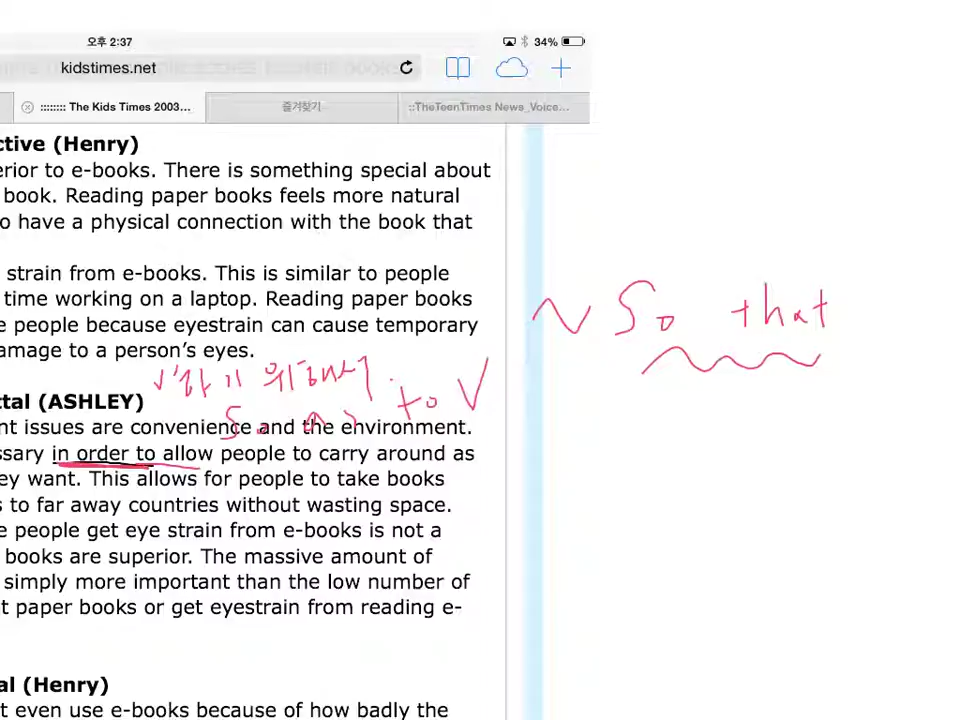 오후 2:37
34%
kidstimes.net
:::::::: The Kids Times 2003...
즐겨찾기
::TheTeenTimes News_Voice...
ctive (Henry)
erior to e-books. There is something special about
book. Reading paper books feels more natural
o have a physical connection with the book that
strain from e-books. This is similar to people
time working on a laptop. Reading paper books
e people because eyestrain can cause temporary
amage to a person's eyes.
~ So that
~하기 위해서
ttal (ASHLEY)
So as to V
nt issues are convenience and the environment.
ssary in order to allow people to carry around as
ey want. This allows for people to take books
s to far away countries without wasting space.
e people get eye strain from e-books is not a
books are superior. The massive amount of
simply more important than the low number of
t paper books or get eyestrain from reading e-
al (Henry)
t even use e-books because of how badly the